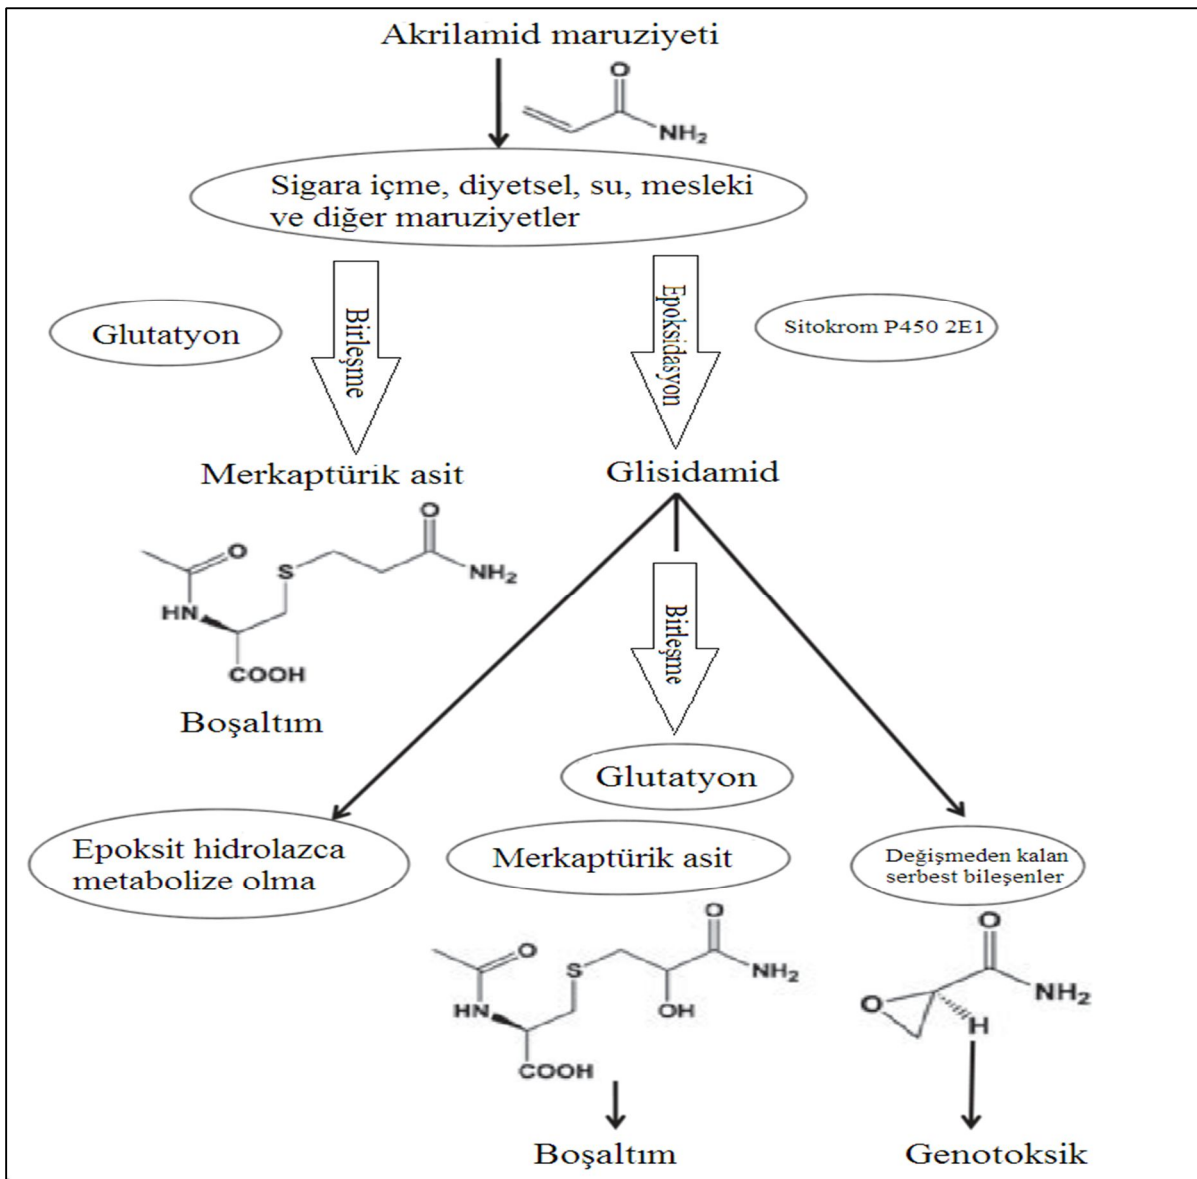 Akrilamid maruziyeti
O
NH2
Sigara içme, diyetsel, su, mesleki
ve diğer maruziyetler
Glutatyon
Birleşme
Epoksidasyon
Sitokrom P450 2E1
Merkaptürik asit
Glisidamid
O
O
S
NH2
HN
COOH
Boşaltım
Birleşme
Glutatyon
Epoksit hidrolazca
metabolize olma
Merkaptürik asit
Değişmeden kalan
serbest bileşenler
O
O
S
NH2
HN
OH
COOH
O
O
NH2
H
Boşaltım
Genotoksik